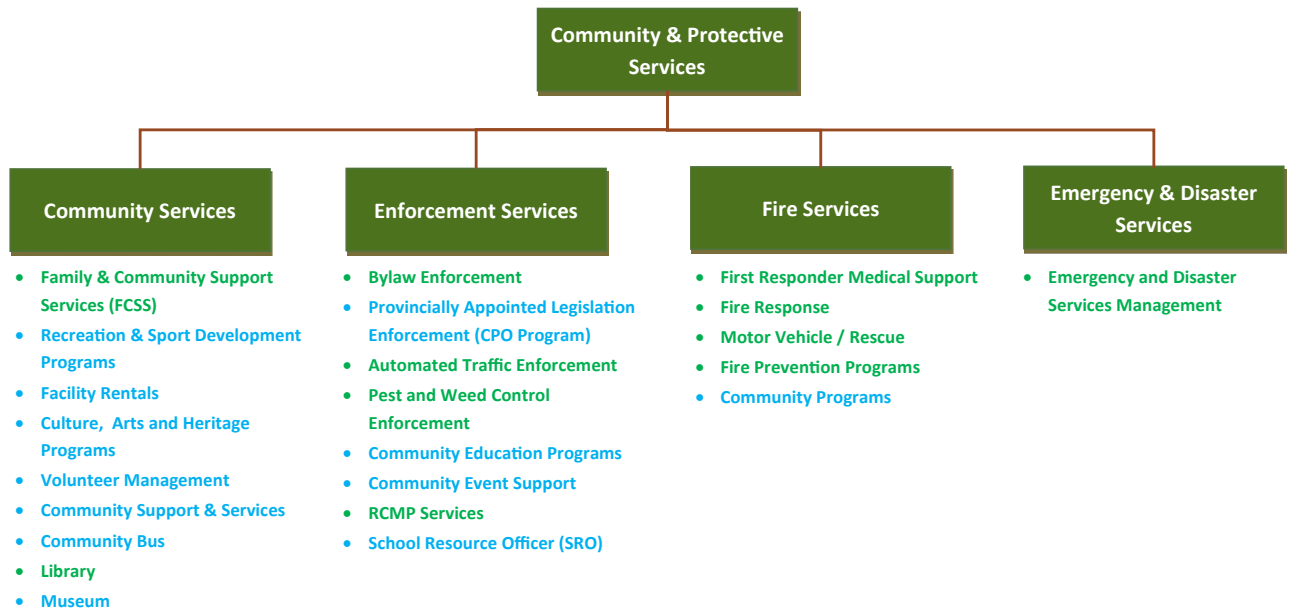 Community & Protective
Services
Community Services
Family & Community Support
Services (FCSS)
Recreation & Sport Development
Programs
Facility Rentals
Culture, Arts and Heritage
Programs
Volunteer Management
Community Support & Services
Community Bus
Library
Museum
Enforcement Services
Bylaw Enforcement
Provincially Appointed Legislation
Enforcement (CPO Program)
Automated Traffic Enforcement
Pest and Weed Control
Enforcement
Community Education Programs
Community Event Support
RCMP Services
School Resource Officer (SRO)
Fire Services
First Responder Medical Support
Fire Response
Motor Vehicle / Rescue
Fire Prevention Programs
Community Programs
Emergency & Disaster
Services
Emergency and Disaster
Services Management